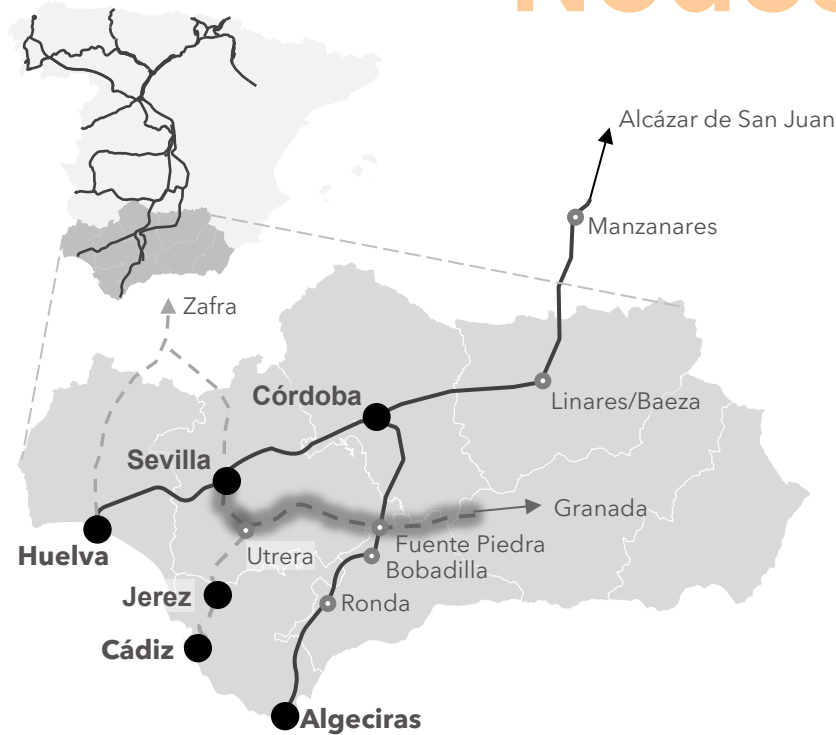 Alcázar de San Juan
Manzanares
Zafra
Córdoba
Linares/Baeza
Sevilla
Granada
Huelva
Utrera
Fuente Piedra
Bobadilla
Jerez
Ronda
Cádiz
Algeciras